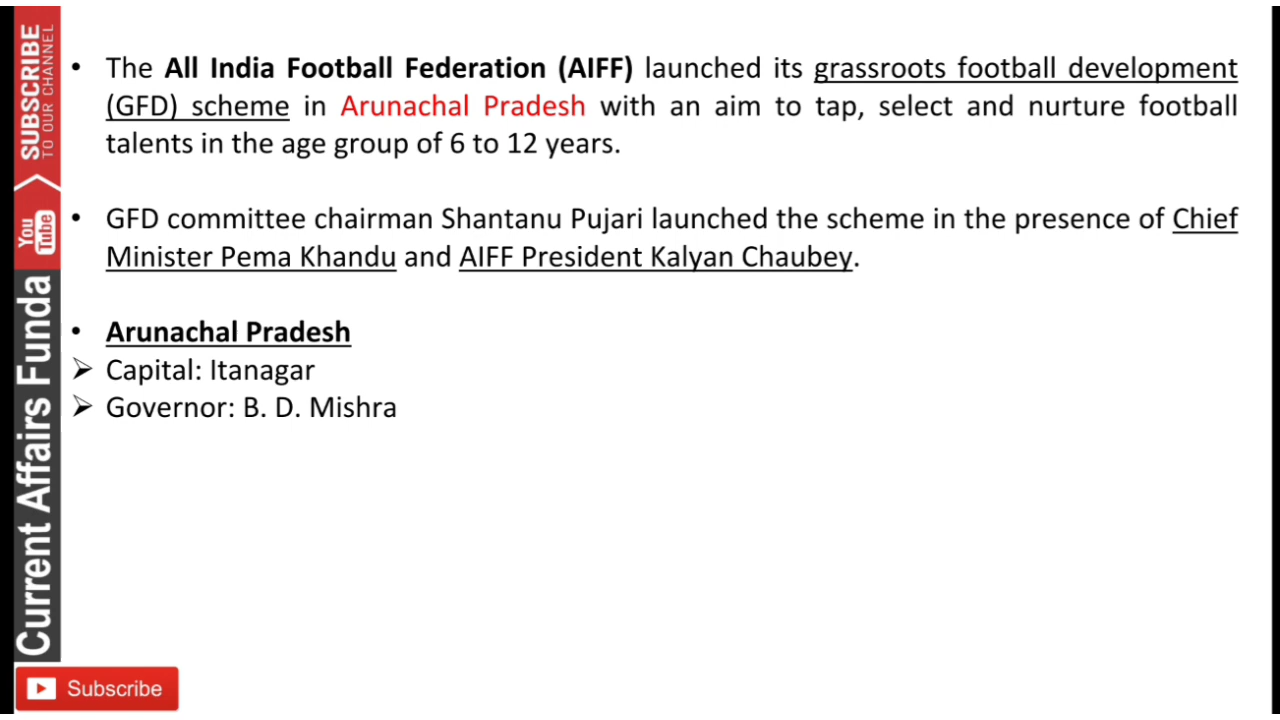 • The All India Football Federation (AIFF) launched its grassroots football development
(GFD) scheme in Arunachal Pradesh with an aim to tap, select and nurture football
talents in the age group of 6 to 12 years.
• GFD committee chairman Shantanu Pujari launched the scheme in the presence of Chief
Minister Pema Khandu and AIFF President Kalyan Chaubey.
• Arunachal Pradesh
➢ Capital: Itanagar
➢ Governor: B. D. Mishra
SUBSCRIBE
TO OUR CHANNEL
You
Tube
Current Affairs Funda
Subscribe